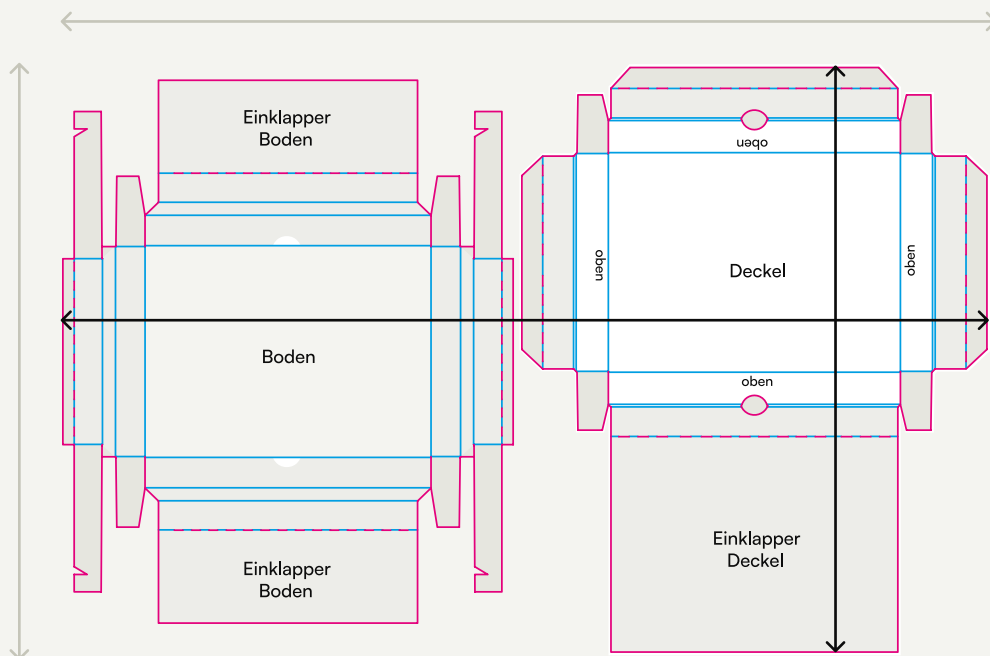 Einklapper
Boden
oben
oben
Deckel
oben
Boden
oben
Einklapper
Deckel
Einklapper
Boden